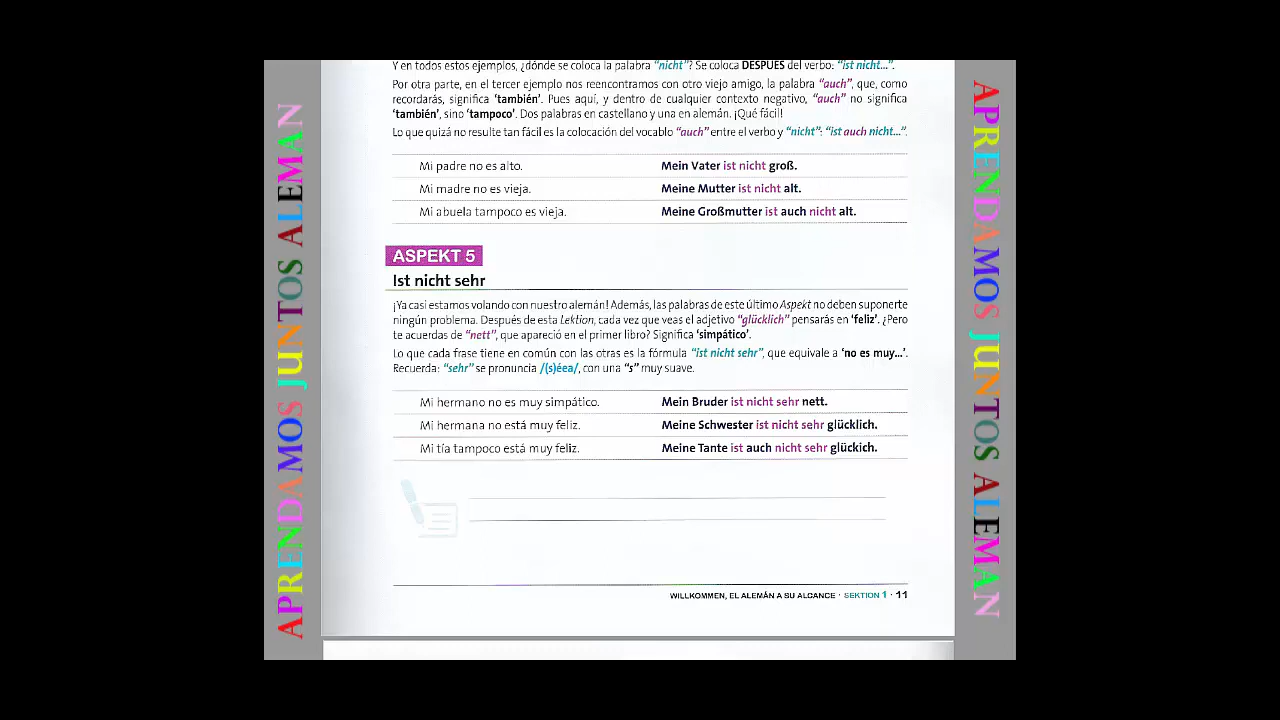 Y en todos estos ejemplos, ¿dónde se coloca la palabra "nicht"? Se coloca DESPUÉS del verbo: "ist nicht...".
Por otra parte, en el tercer ejemplo nos reencontramos con otro viejo amigo, la palabra "auch", que, como
recordarás, significa 'también'. Pues aquí, y dentro de cualquier contexto negativo, "auch" no significa
'también', sino 'tampoco'. Dos palabras en castellano y una en alemán. ¡Qué fácil!
Lo que quizá no resulte tan fácil es la colocación del vocablo "auch" entre el verbo y "nicht": "ist auch nicht...".
Mi padre no es alto. Mein Vater ist nicht groß.
Mi madre no es vieja. Meine Mutter ist nicht alt.
Mi abuela tampoco es vieja. Meine Großmutter ist auch nicht alt.
ASPEKT 5
Ist nicht sehr
¡Ya casi estamos volando con nuestro alemán! Además, las palabras de este último Aspekt no deben suponerte
ningún problema. Después de esta Lektion, cada vez que veas el adjetivo "glücklich" pensarás en 'feliz'. ¿Pero
te acuerdas de "nett", que apareció en el primer libro? Significa 'simpático'.
Lo que cada frase tiene en común con las otras es la fórmula "ist nicht sehr", que equivale a 'no es muy...'.
Recuerda: "sehr" se pronuncia /(s)éea/, con una "s" muy suave.
Mi hermano no es muy simpático. Mein Bruder ist nicht sehr nett.
Mi hermana no está muy feliz. Meine Schwester ist nicht sehr glücklich.
Mi tía tampoco está muy feliz. Meine Tante ist auch nicht sehr glückich.
WILLKOMMEN, EL ALEMÁN A SU ALCANCE · SEKTION 1 · 11
APRENDAMOS JUNTOS ALEMAN
APRENDAMOS JUNTOS ALEMAN